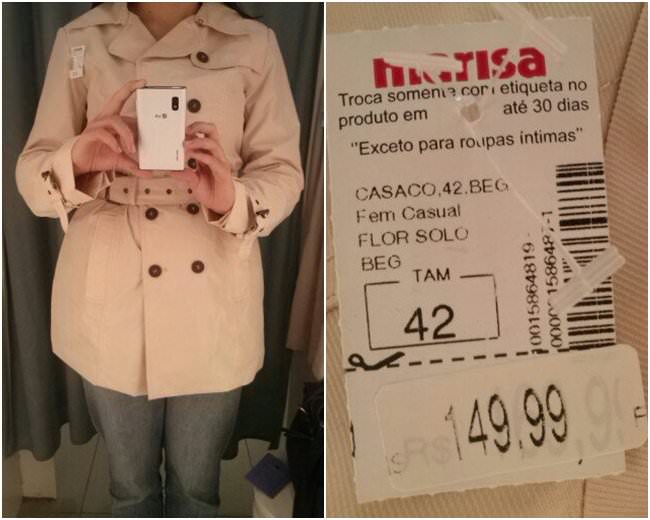 marisa
Troca somente com etiqueta no
produto em até 30 dias
"Exceto para roupas íntimas"
CASACO,42.BEG
Fem Casual
FLOR SOLO
BEG
TAM
42
149.99
R$